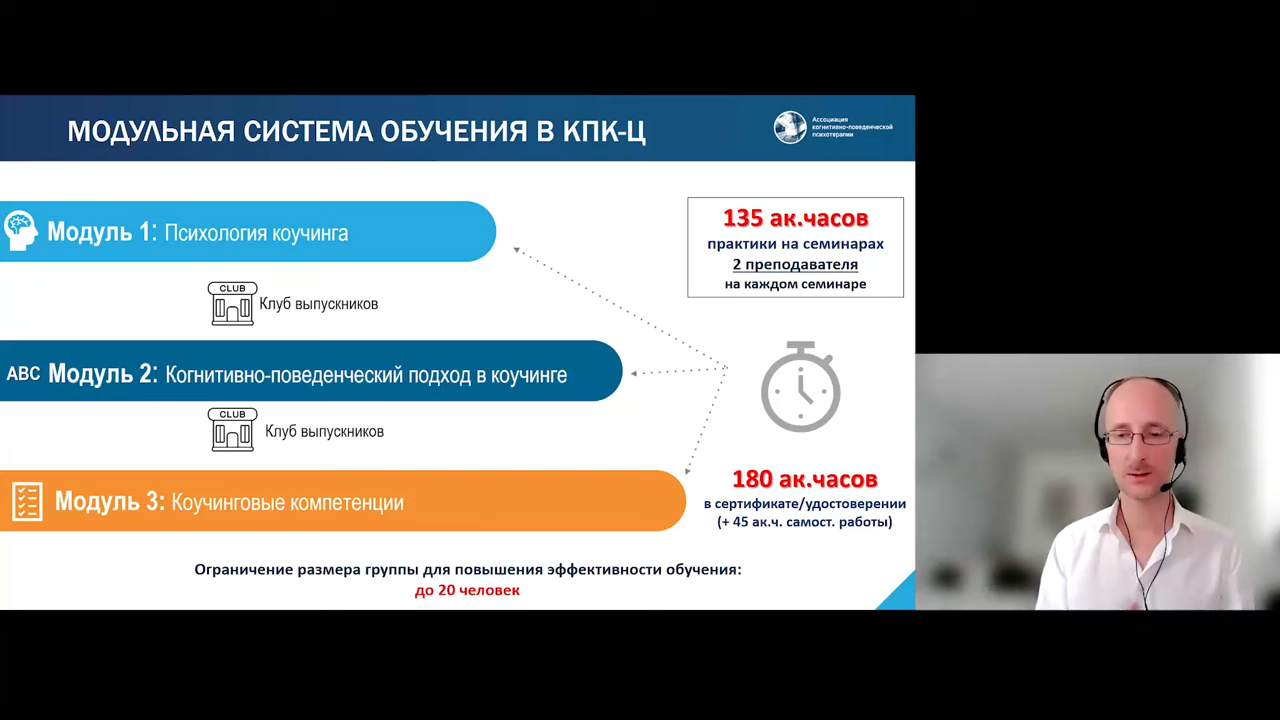 МОДУЛЬНАЯ СИСТЕМА ОБУЧЕНИЯ В КПК-Ц
Ассоциация
когнитивно-поведенческой
психотерапии
Модуль 1: Психология коучинга
135 ак.часов
практики на семинарах
2 преподавателя
на каждом семинаре
CLUB
Клуб выпускников
ABC Модуль 2: Когнитивно-поведенческий подход в коучинге
CLUB
Клуб выпускников
Модуль 3: Коучинговые компетенции
180 ак.часов
в сертификате/удостоверении
(+ 45 ак.ч. самост. работы)
Ограничение размера группы для повышения эффективности обучения:
до 20 человек